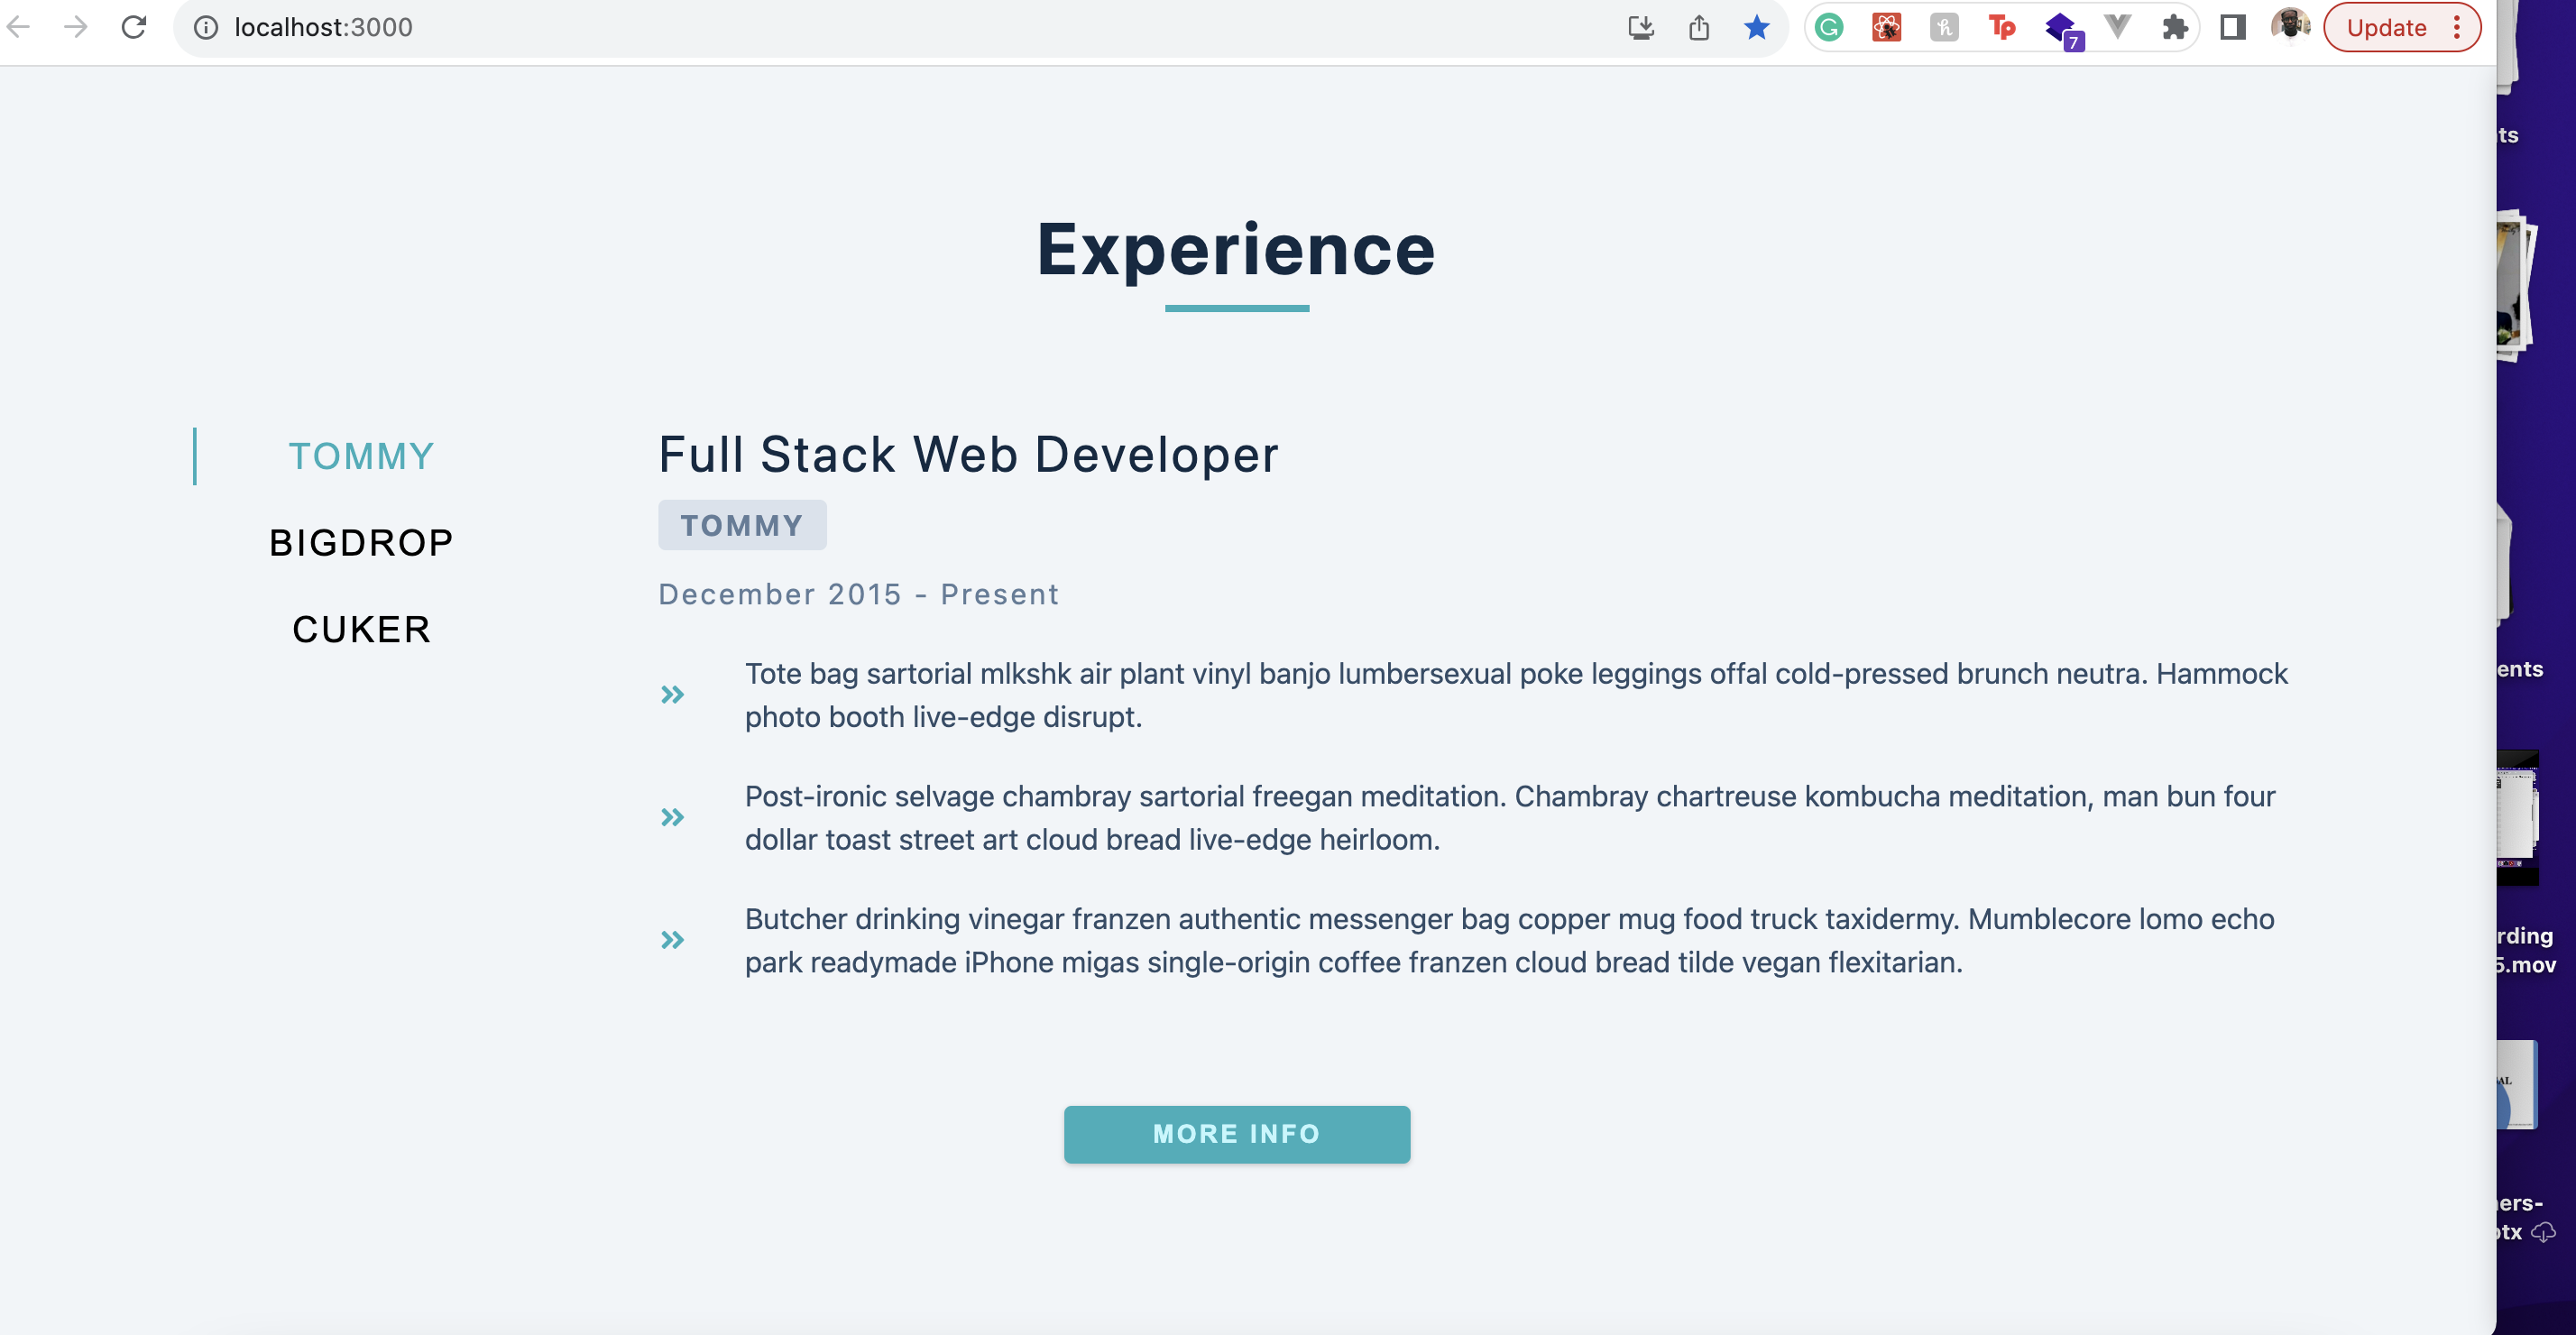 localhost:3000
7
Update
Experience
TOMMY
BIGDROP
CUKER
Full Stack Web Developer
TOMMY
December 2015 - Present
Tote bag sartorial mlkshk air plant vinyl banjo lumbersexual poke leggings offal cold-pressed brunch neutra. Hammock
photo booth live-edge disrupt.
Post-ironic selvage chambray sartorial freegan meditation. Chambray chartreuse kombucha meditation, man bun four
dollar toast street art cloud bread live-edge heirloom.
Butcher drinking vinegar franzen authentic messenger bag copper mug food truck taxidermy. Mumblecore lomo echo
park readymade iPhone migas single-origin coffee franzen cloud bread tilde vegan flexitarian.
MORE INFO
ts
ents
rding
5.mov
ers-
tx